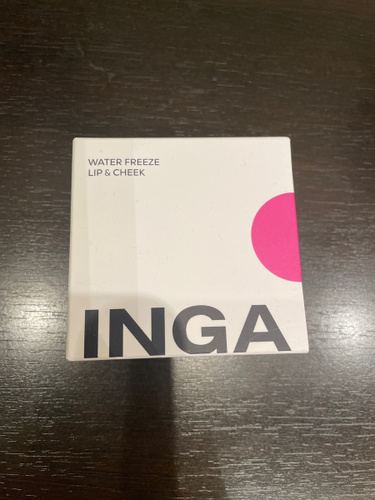 WATER FREEZE
LIP & CHEEK
INGA